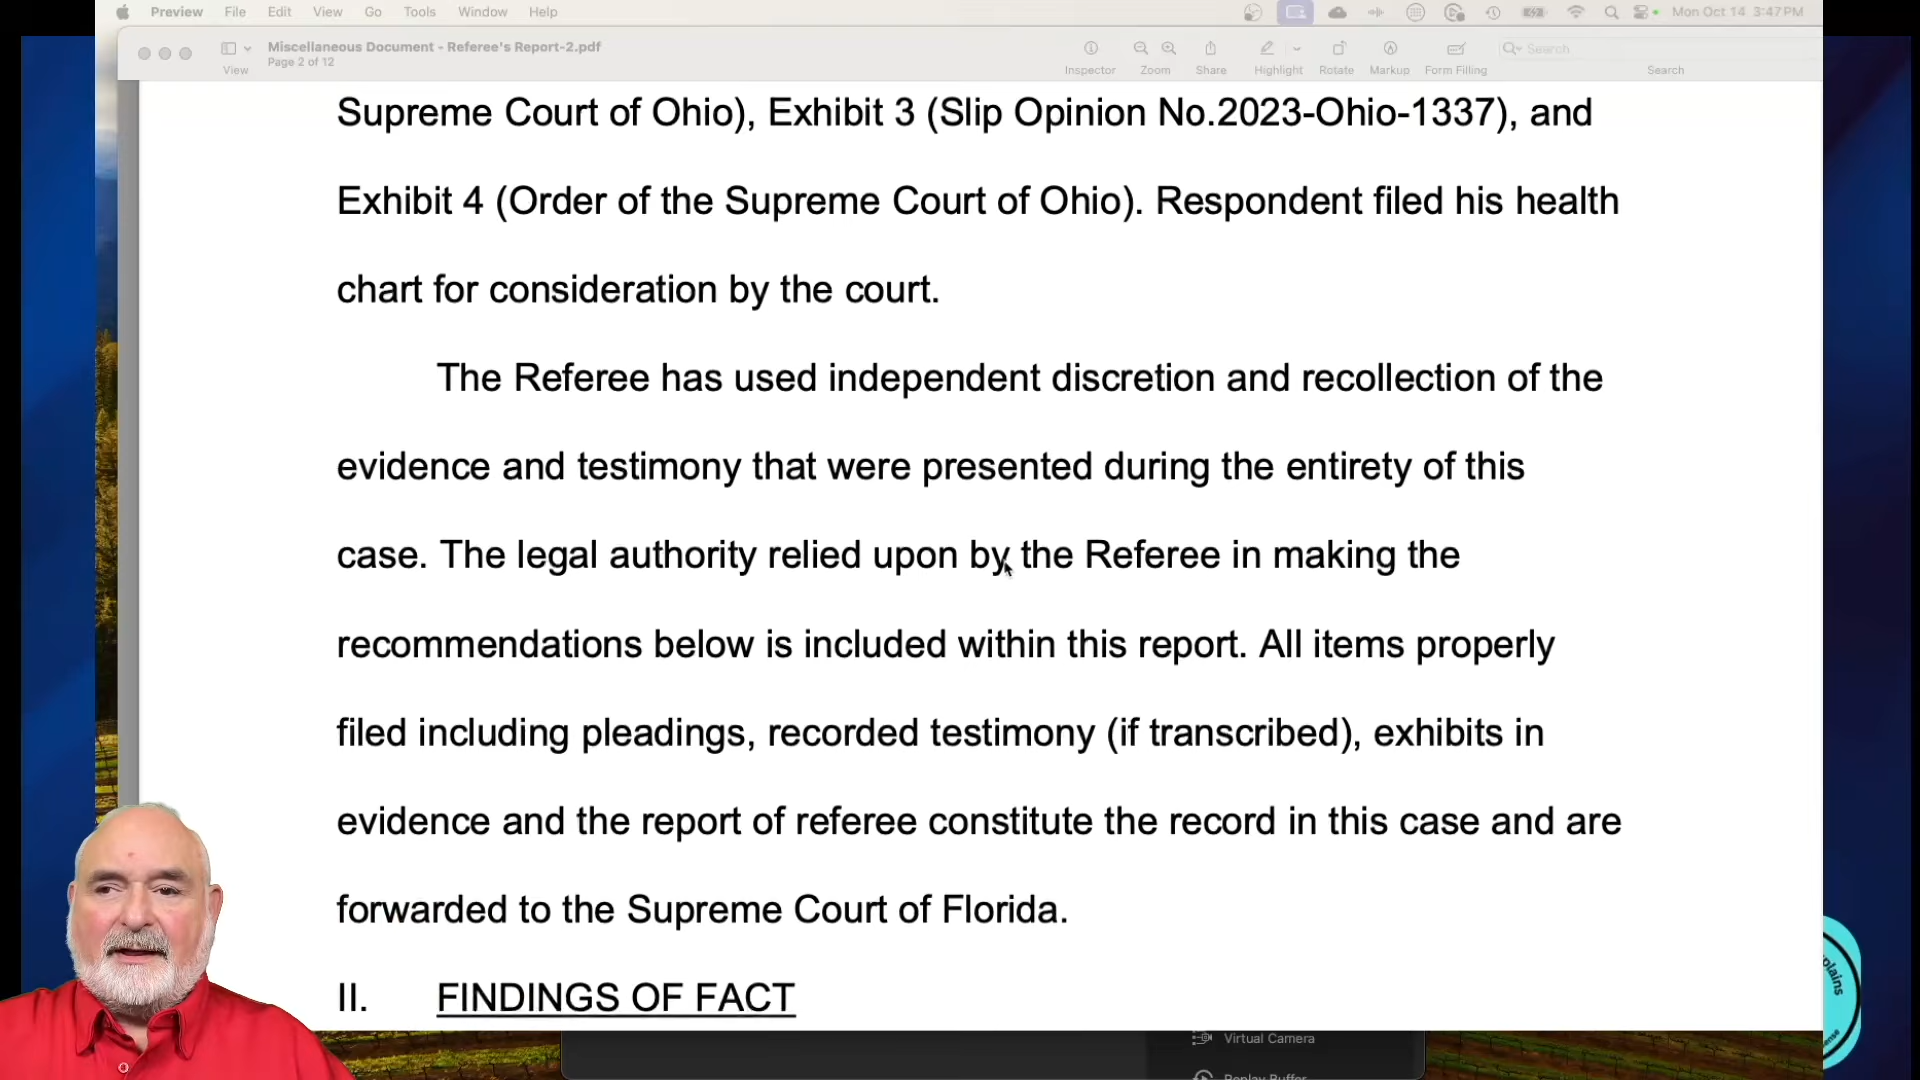 Preview File Edit View Go Tools Window Help Mon Oct 14 3:47PM
Miscellaneous Document - Referee's Report-2.pdf
Page 2 of 12
View Inspector Zoom Share Highlight Rotate Markup Form Filling Search
Search
Supreme Court of Ohio), Exhibit 3 (Slip Opinion No.2023-Ohio-1337), and
Exhibit 4 (Order of the Supreme Court of Ohio). Respondent filed his health
chart for consideration by the court.
The Referee has used independent discretion and recollection of the
evidence and testimony that were presented during the entirety of this
case. The legal authority relied upon by the Referee in making the
recommendations below is included within this report. All items properly
filed including pleadings, recorded testimony (if transcribed), exhibits in
evidence and the report of referee constitute the record in this case and are
forwarded to the Supreme Court of Florida.
II. FINDINGS OF FACT
Virtual Camera
Replay Buffer